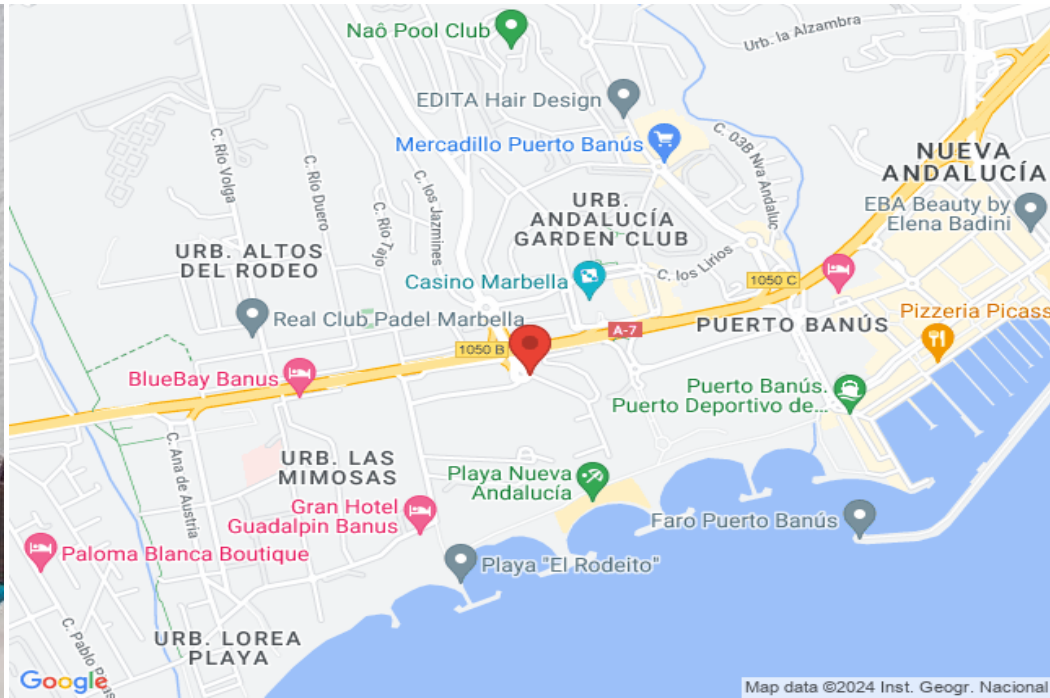 Naô Pool Club
Urb. la Alzambra
EDITA Hair Design
Mercadillo Puerto Banús
C. 03B Nva Andaluc
C. Río Volga
C. Río Duero
C. Río Tajo
C. los Jazmines
NUEVA
ANDALUCÍA
EBA Beauty by
Elena Badini
URB.
ANDALUCÍA
GARDEN CLUB
URB. ALTOS
DEL RODEO
C. los Lirios
Casino Marbella
1050 C
Real Club Padel Marbella
A-7
PUERTO BANÚS
Pizzeria Picass
1050 B
BlueBay Banus
Puerto Banús.
Puerto Deportivo de...
C. Ana de Austria
URB. LAS
MIMOSAS
Playa Nueva
Andalucía
Gran Hotel
Guadalpin Banus
Faro Puerto Banús
Paloma Blanca Boutique
Playa "El Rodeito"
C. Pablo
URB. LOREA
PLAYA
Google
Map data ©2024 Inst. Geogr. Nacional